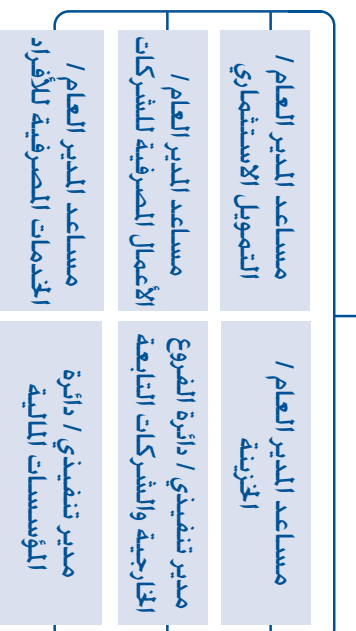 مساعد المدير العام /
التمويل الاستثماري
مساعد المدير العام /
الأعمال المصرفية للشركات
مساعد المدير العام /
الخدمات المصرفية للأفراد
مساعد المدير العام /
الخزينة
مدير تنفيذي / دائرة الفروع
الخارجية والشركات التابعة
مدير تنفيذي / دائرة
المؤسسات المالية